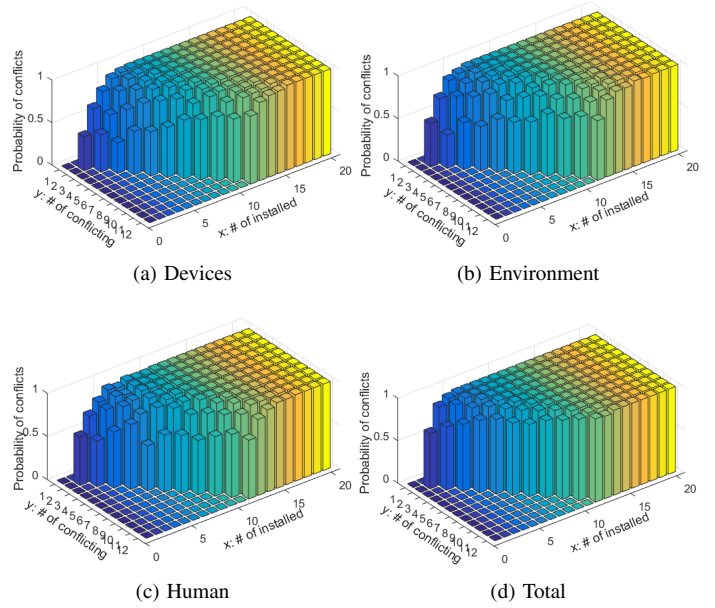 Probability of conflicts
1
0.5
0
1 2 3 4 5 6 7 8 9 10 11 12
y: # of conflicting
0
5
10
15
20
x: # of installed
(a) Devices
Probability of conflicts
1
0.5
0
1 2 3 4 5 6 7 8 9 10 11 12
y: # of conflicting
0
5
10
15
20
x: # of installed
(b) Environment
Probability of conflicts
1
0.5
0
1 2 3 4 5 6 7 8 9 10 11 12
y: # of conflicting
0
5
10
15
20
x: # of installed
(c) Human
Probability of conflicts
1
0.5
0
1 2 3 4 5 6 7 8 9 10 11 12
y: # of conflicting
0
5
10
15
20
x: # of installed
(d) Total